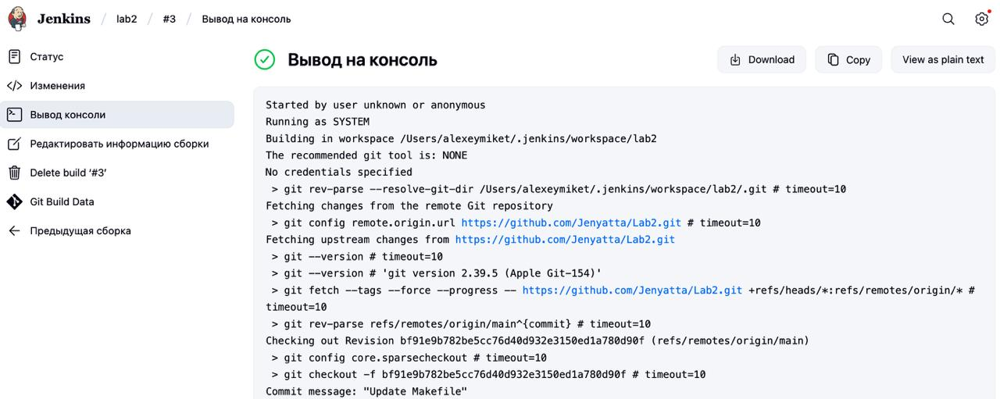 Jenkins / lab2 / #3 / Вывод на консоль
Статус
Изменения
Вывод консоли
Редактировать информацию сборки
Delete build ‘#3’
Git Build Data
Предыдущая сборка
Вывод на консоль
Download
Copy
View as plain text
Started by user unknown or anonymous
Running as SYSTEM
Building in workspace /Users/alexeymiket/.jenkins/workspace/lab2
The recommended git tool is: NONE
No credentials specified
 > git rev-parse --resolve-git-dir /Users/alexeymiket/.jenkins/workspace/lab2/.git # timeout=10
Fetching changes from the remote Git repository
 > git config remote.origin.url https://github.com/Jenyatta/Lab2.git # timeout=10
Fetching upstream changes from https://github.com/Jenyatta/Lab2.git
 > git --version # timeout=10
 > git --version # 'git version 2.39.5 (Apple Git-154)'
 > git fetch --tags --force --progress -- https://github.com/Jenyatta/Lab2.git +refs/heads/*:refs/remotes/origin/* #
timeout=10
 > git rev-parse refs/remotes/origin/main^{commit} # timeout=10
Checking out Revision bf91e9b782be5cc76d40d932e3150ed1a780d90f (refs/remotes/origin/main)
 > git config core.sparsecheckout # timeout=10
 > git checkout -f bf91e9b782be5cc76d40d932e3150ed1a780d90f # timeout=10
Commit message: "Update Makefile"